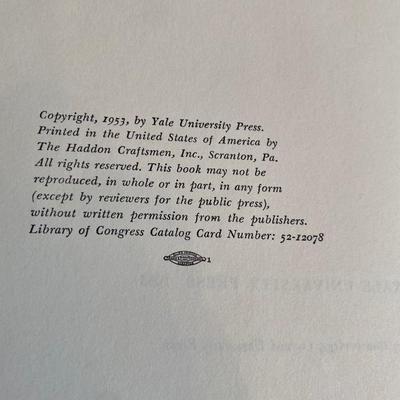 Copyright, 1953, by Yale University Press.
Printed in the United States of America by
The Haddon Craftsmen, Inc., Scranton, Pa.
All rights reserved. This book may not be
reproduced, in whole or in part, in any form
(except by reviewers for the public press),
without written permission from the publishers.
Library of Congress Catalog Card Number: 52-12078
1